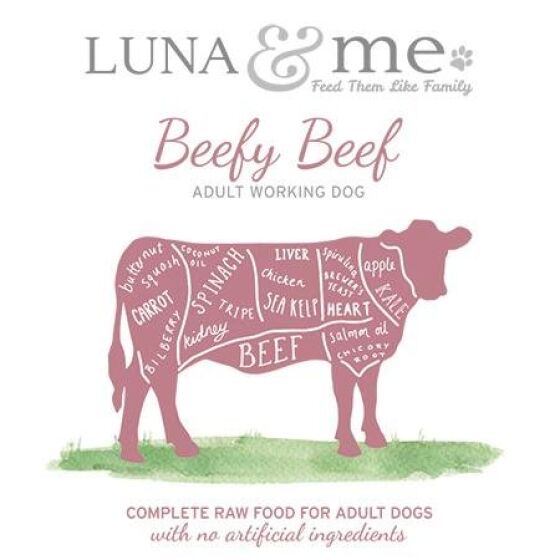 LUNA & me
Feed Them Like Family
Beefy Beef
ADULT WORKING DOG
butternut
squash
CARROT
BILBERRY
COCONUT
OIL
SPINACH
TRIPE
kidney
LIVER
chicken
SEA KELP
spirulina
BREWER'S
YEAST
HEART
apple
KALE
BEEF
salmon oil
CHICORY
ROOT
COMPLETE RAW FOOD FOR ADULT DOGS
with no artificial ingredients